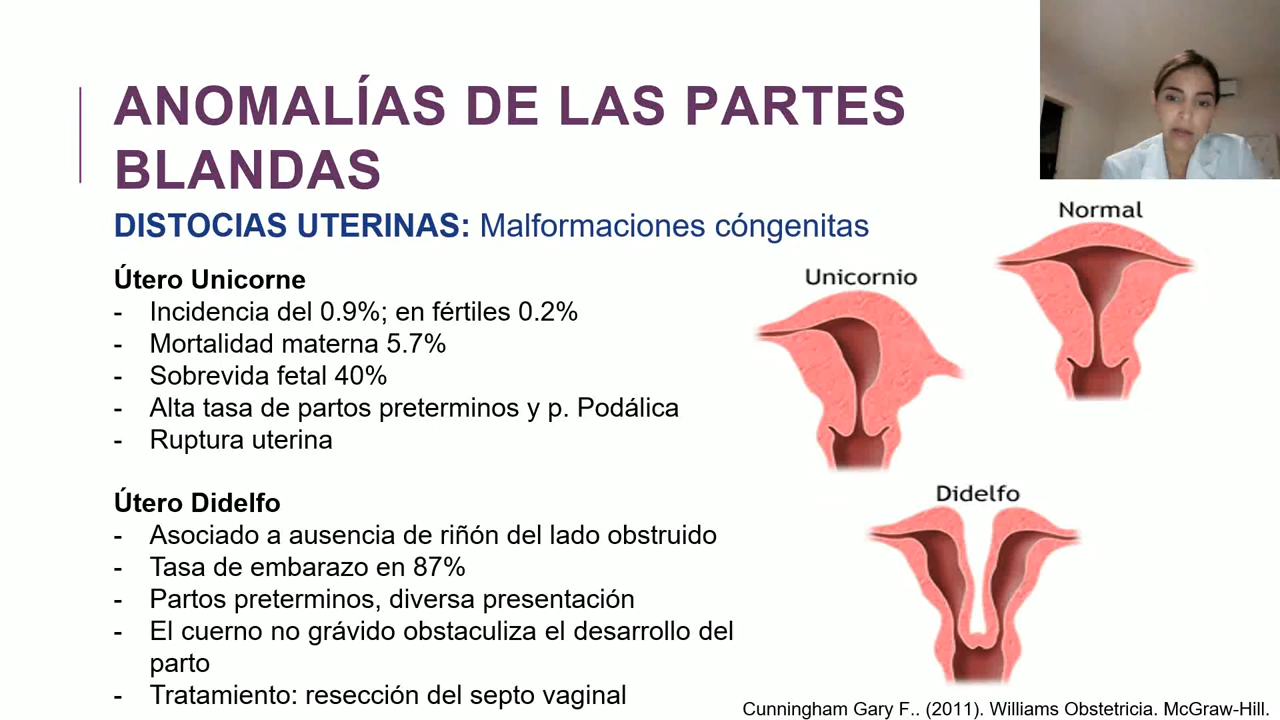 ANOMALÍAS DE LAS PARTES
BLANDAS
DISTOCIAS UTERINAS: Malformaciones cóngenitas
Útero Unicorne
- Incidencia del 0.9%; en fértiles 0.2%
- Mortalidad materna 5.7%
- Sobrevida fetal 40%
- Alta tasa de partos preterminos y p. Podálica
- Ruptura uterina
Útero Didelfo
- Asociado a ausencia de riñón del lado obstruido
- Tasa de embarazo en 87%
- Partos preterminos, diversa presentación
- El cuerno no grávido obstaculiza el desarrollo del
parto
- Tratamiento: resección del septo vaginal
Normal
Unicornio
Didelfo
Cunningham Gary F.. (2011). Williams Obstetricia. McGraw-Hill.